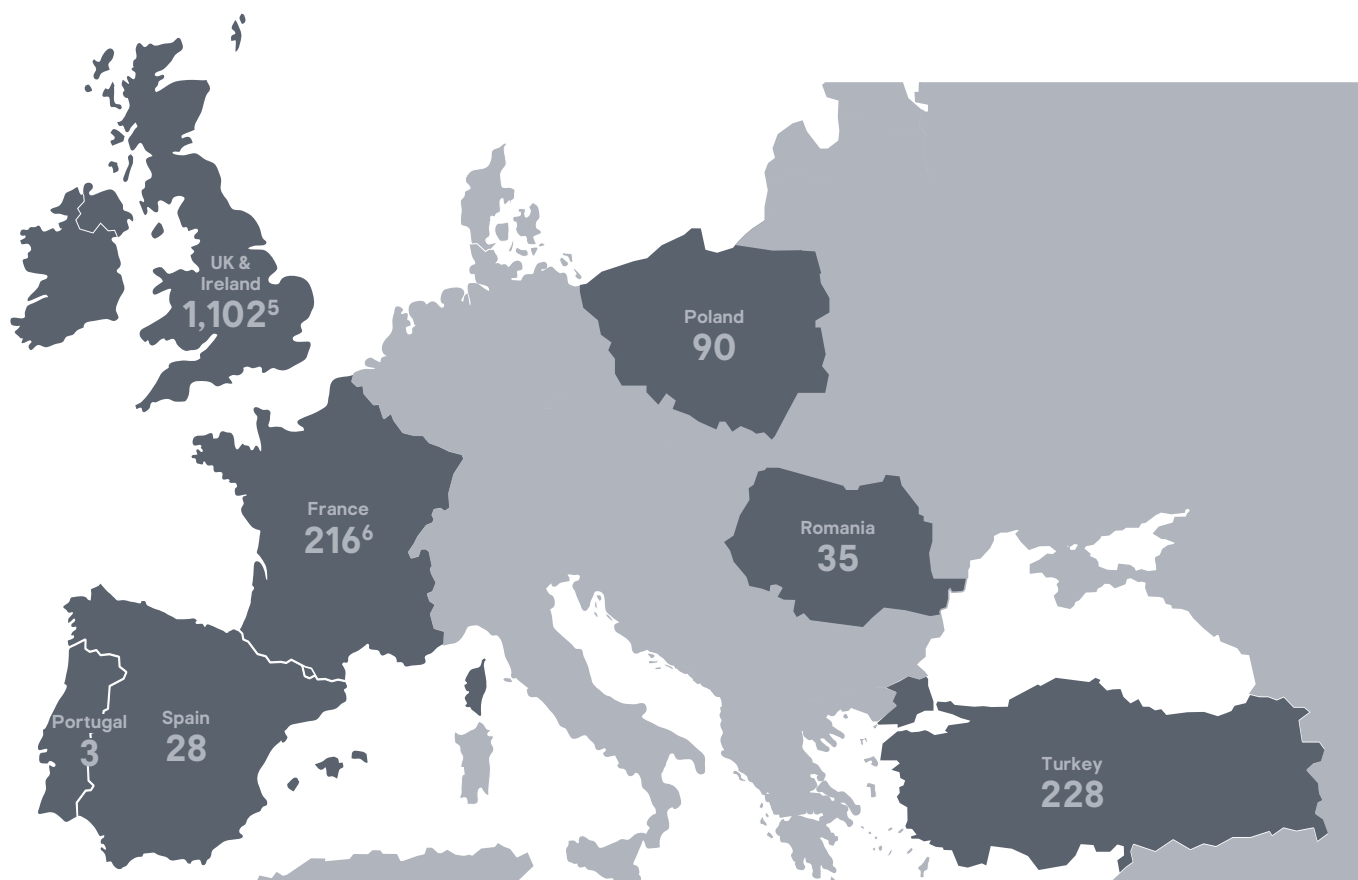 UK &
Ireland
1,102⁵
Poland
90
France
216⁶
Romania
35
Portugal
3
Spain
28
Turkey
228